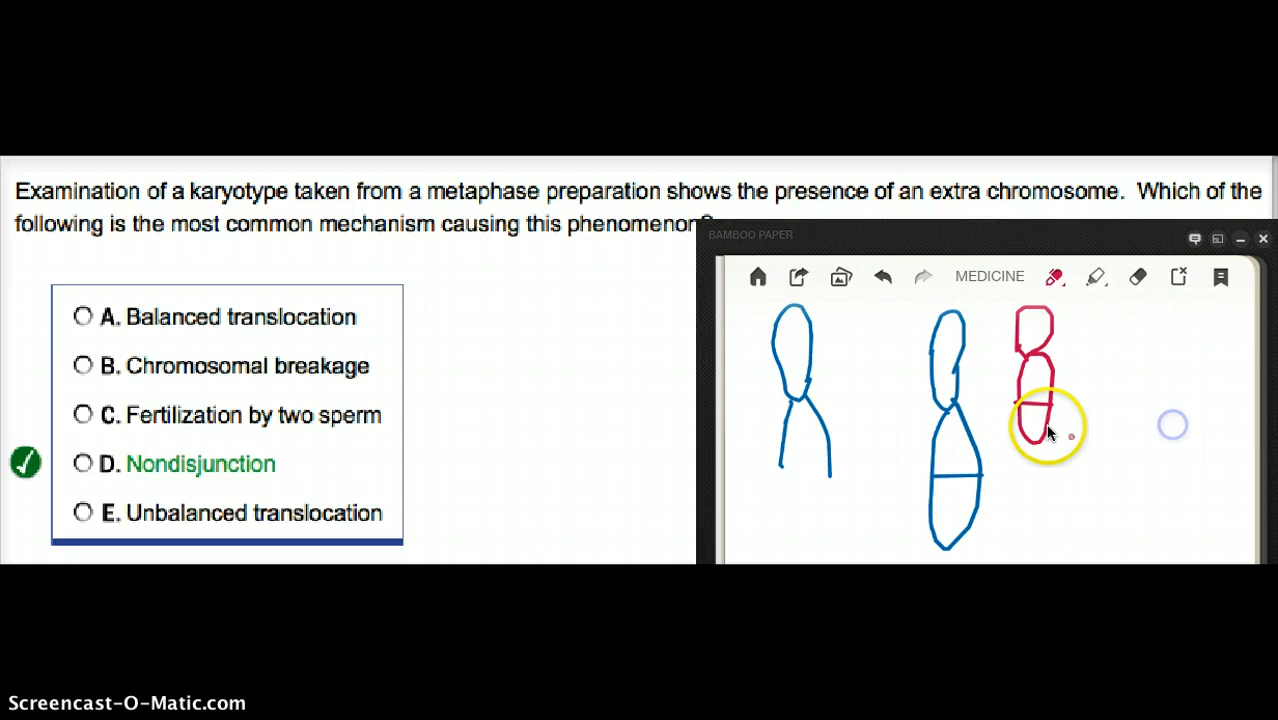 Examination of a karyotype taken from a metaphase preparation shows the presence of an extra chromosome. Which of the
following is the most common mechanism causing this phenomenon?
BAMBOO PAPER
MEDICINE
A. Balanced translocation
B. Chromosomal breakage
C. Fertilization by two sperm
D. Nondisjunction
E. Unbalanced translocation
Screencast-O-Matic.com